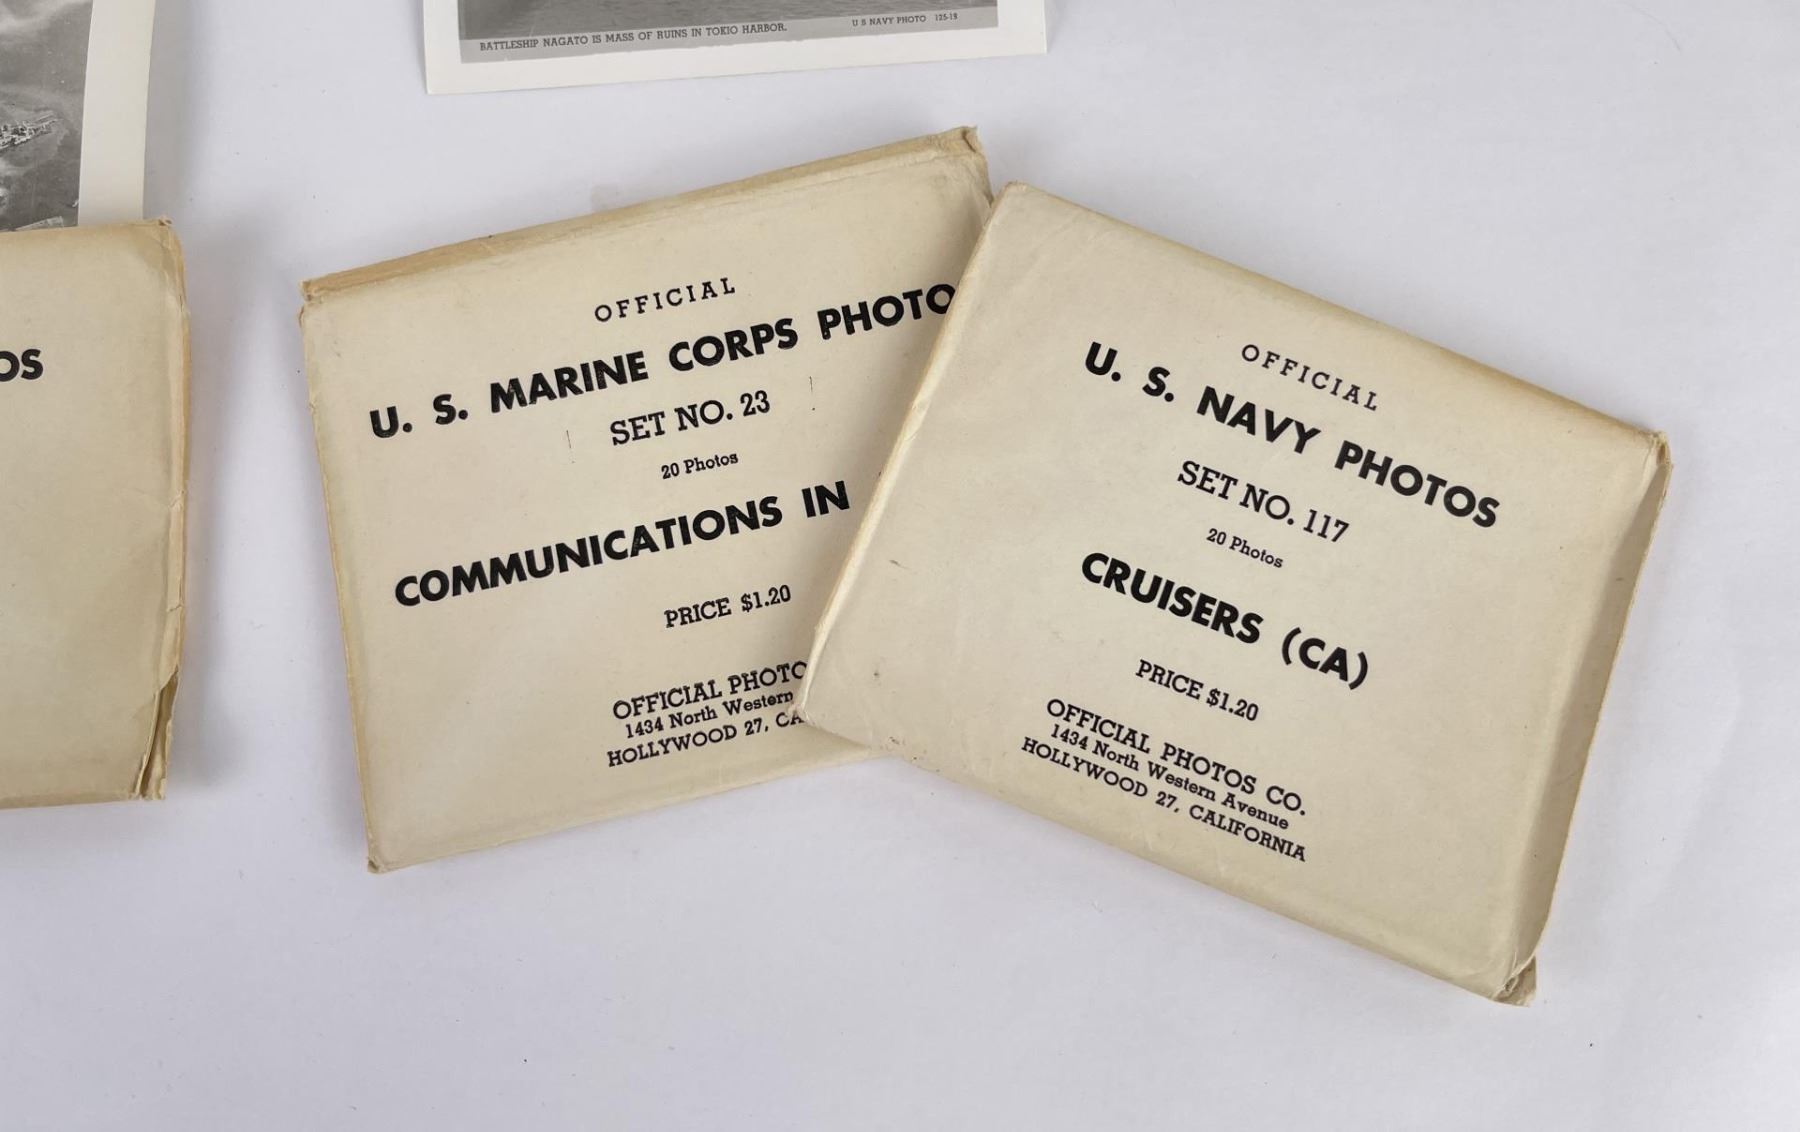 BATTLESHIP NAGATO IS MASS OF RUINS IN TOKIO HARBOR.
U S NAVY PHOTO 125-19
OS
OFFICIAL
U. S. MARINE CORPS PHOTO
SET NO. 23
20 Photos
COMMUNICATIONS IN
PRICE $1.20
OFFICIAL PHOTO
1434 North Western
HOLLYWOOD 27, CA
OFFICIAL
U. S. NAVY PHOTOS
SET NO. 117
20 Photos
CRUISERS (CA)
PRICE $1.20
OFFICIAL PHOTOS CO.
1434 North Western Avenue
HOLLYWOOD 27, CALIFORNIA